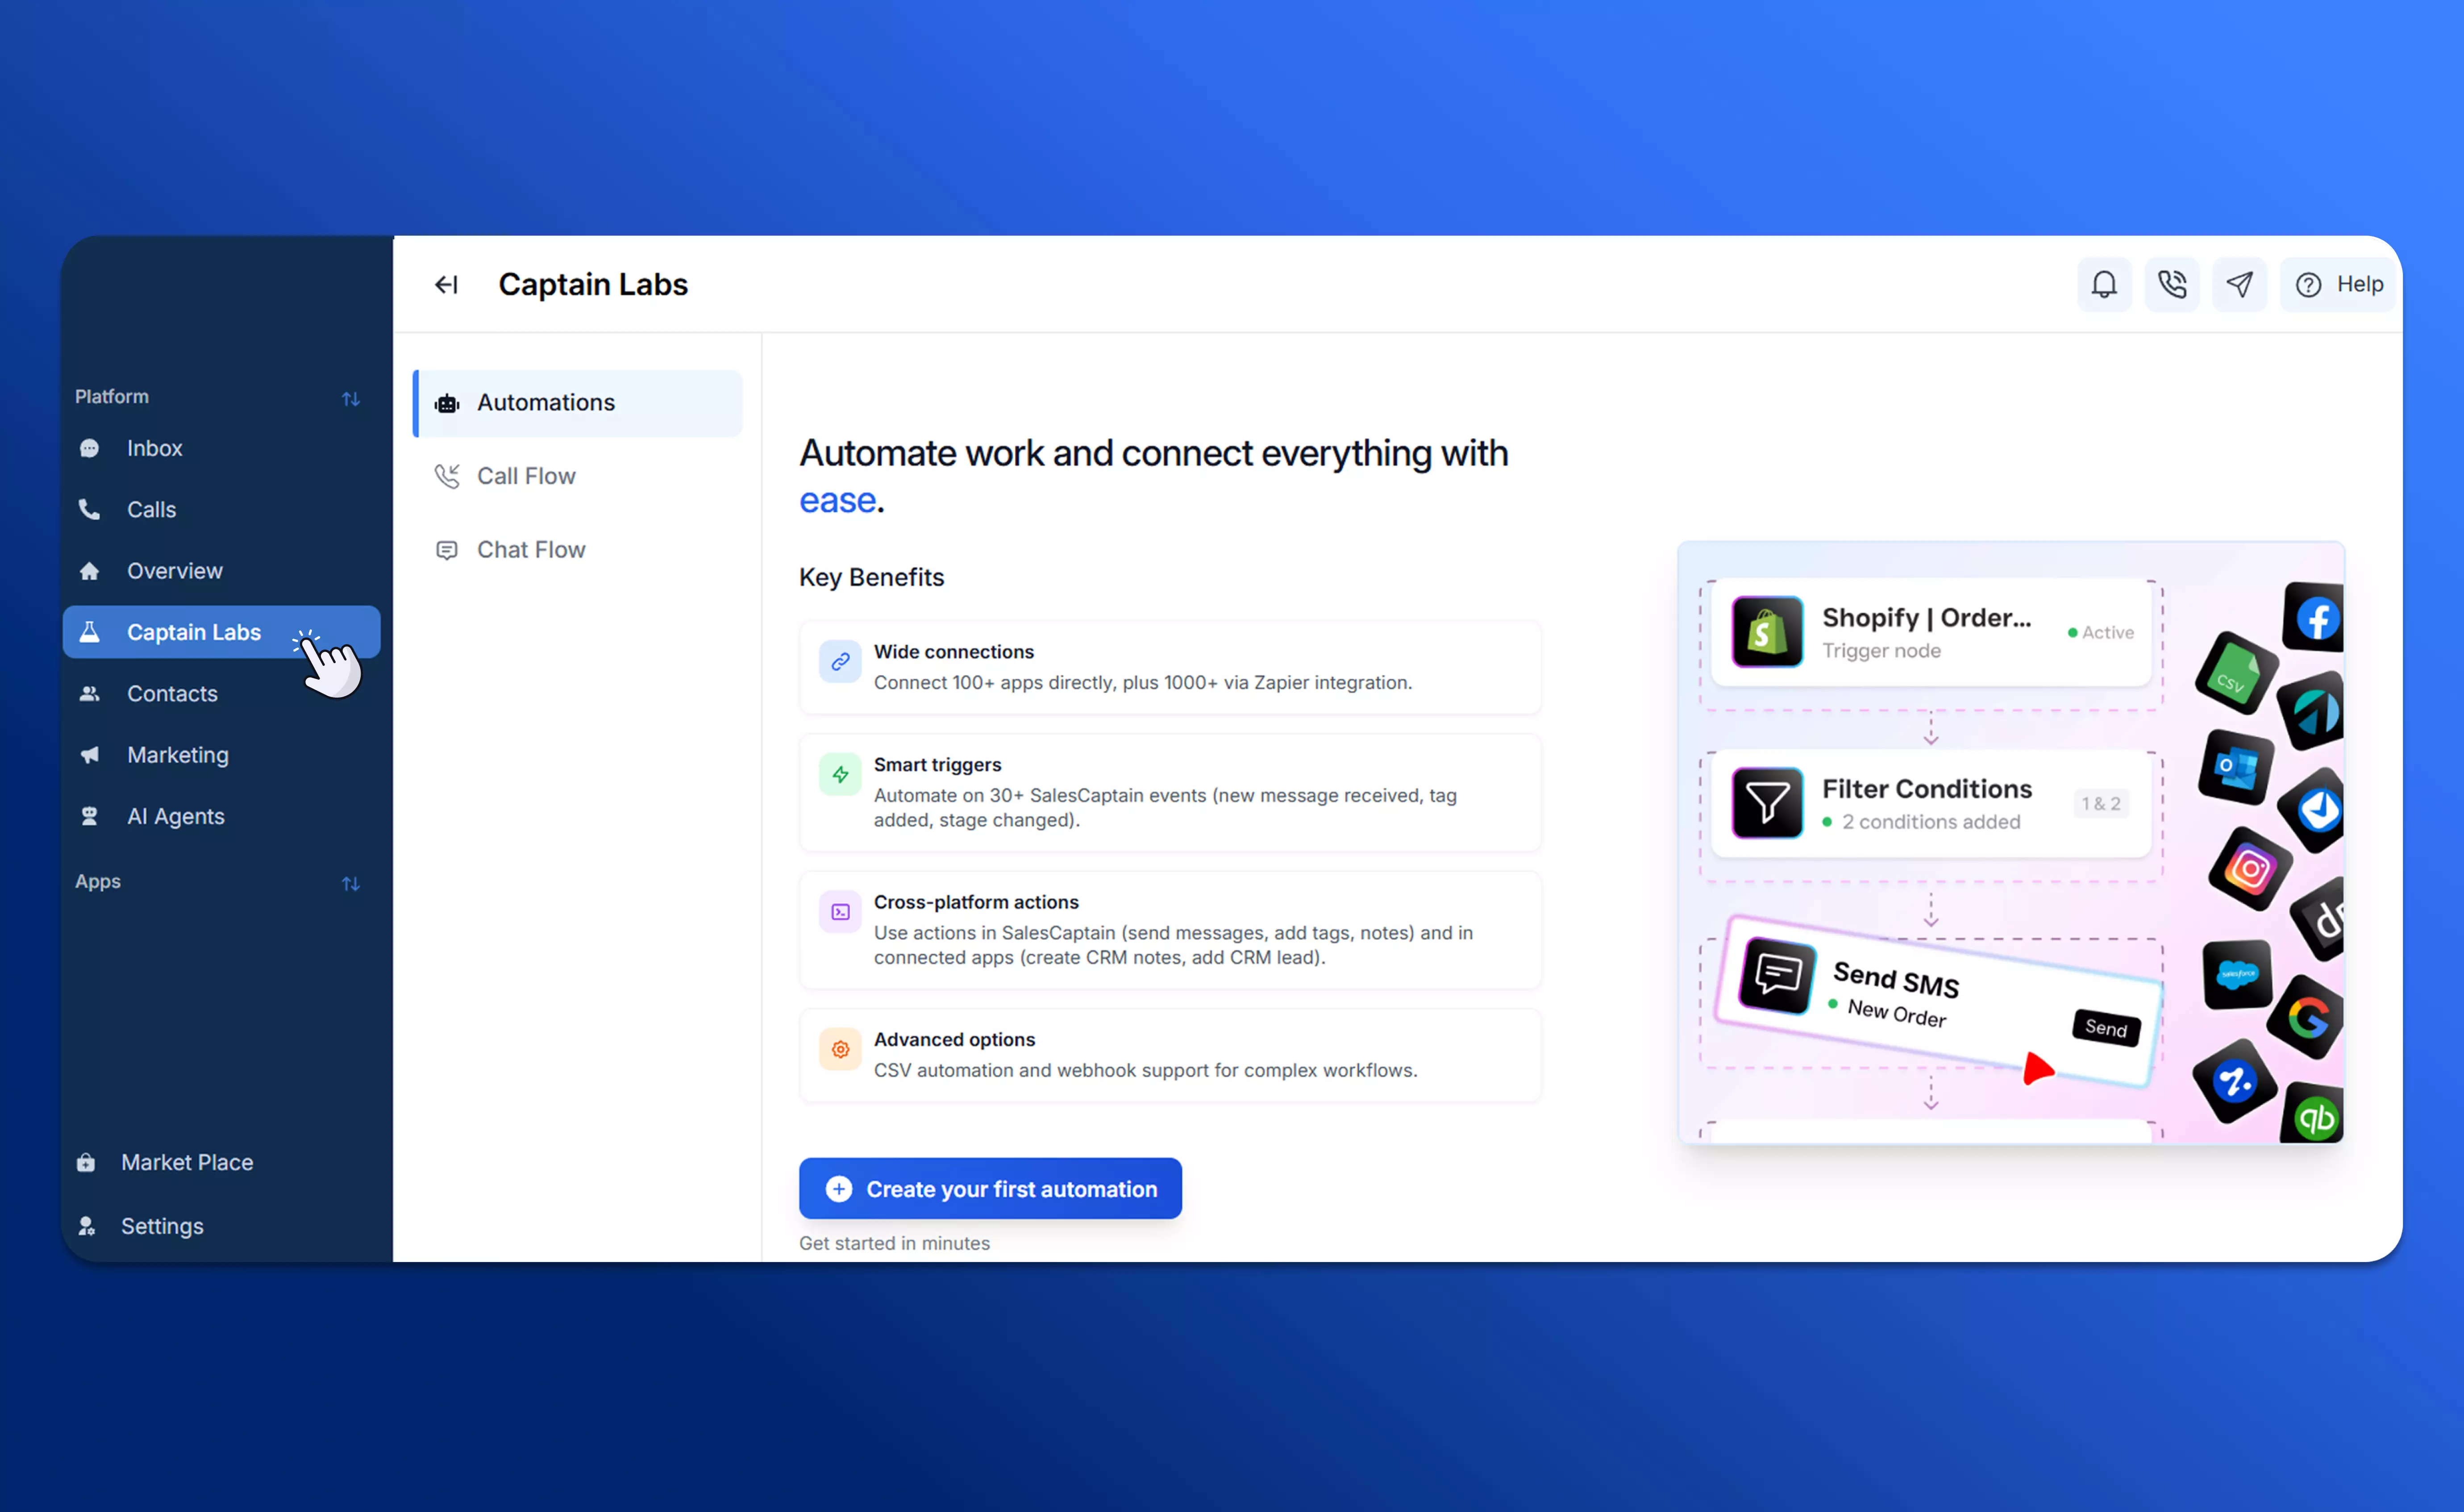 Captain Labs
Help
Platform
Inbox
Calls
Overview
Captain Labs
Contacts
Marketing
AI Agents
Apps
Market Place
Settings
Automations
Call Flow
Chat Flow
Automate work and connect everything with
ease.
Key Benefits
Wide connections
Connect 100+ apps directly, plus 1000+ via Zapier integration.
Smart triggers
Automate on 30+ SalesCaptain events (new message received, tag
added, stage changed).
Cross-platform actions
Use actions in SalesCaptain (send messages, add tags, notes) and in
connected apps (create CRM notes, add CRM lead).
Advanced options
CSV automation and webhook support for complex workflows.
Create your first automation
Get started in minutes
Shopify | Order...
Trigger node
Active
Filter Conditions
2 conditions added
1 & 2
Send SMS
New Order
Send
CSV
salesforce
qb